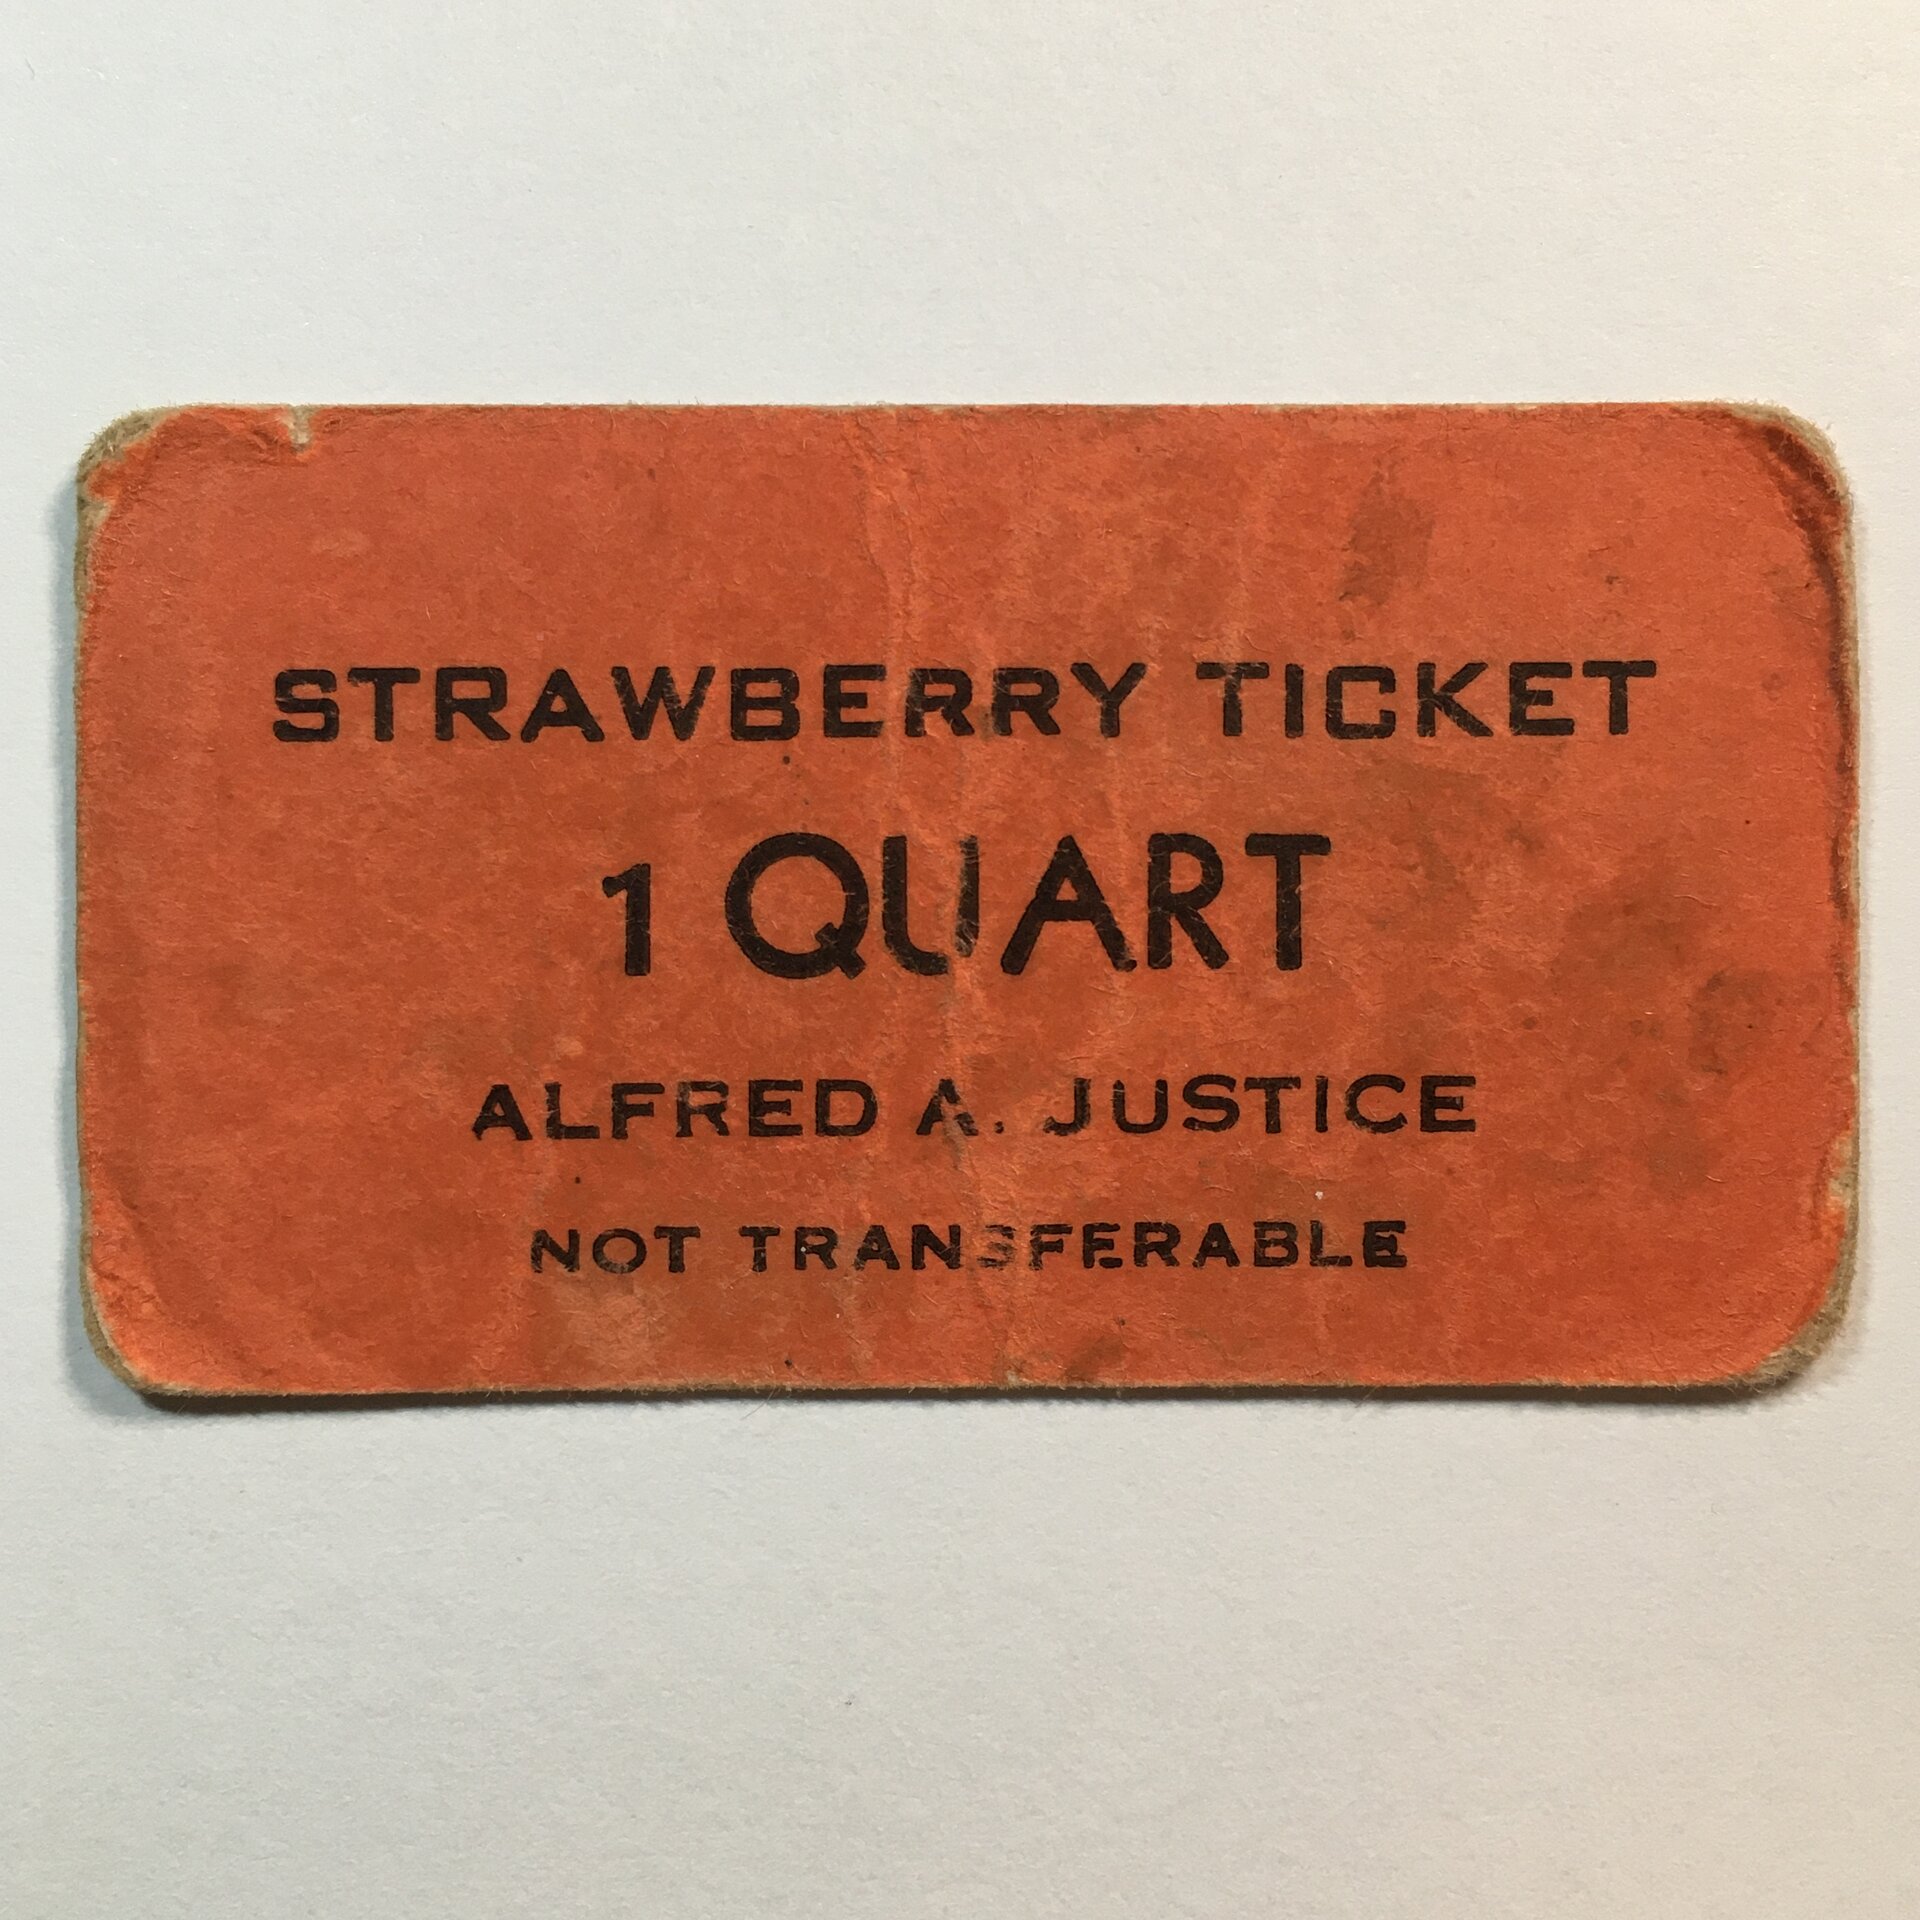 STRAWBERRY TICKET
1 QUART
ALFRED A. JUSTICE
NOT TRANSFERABLE